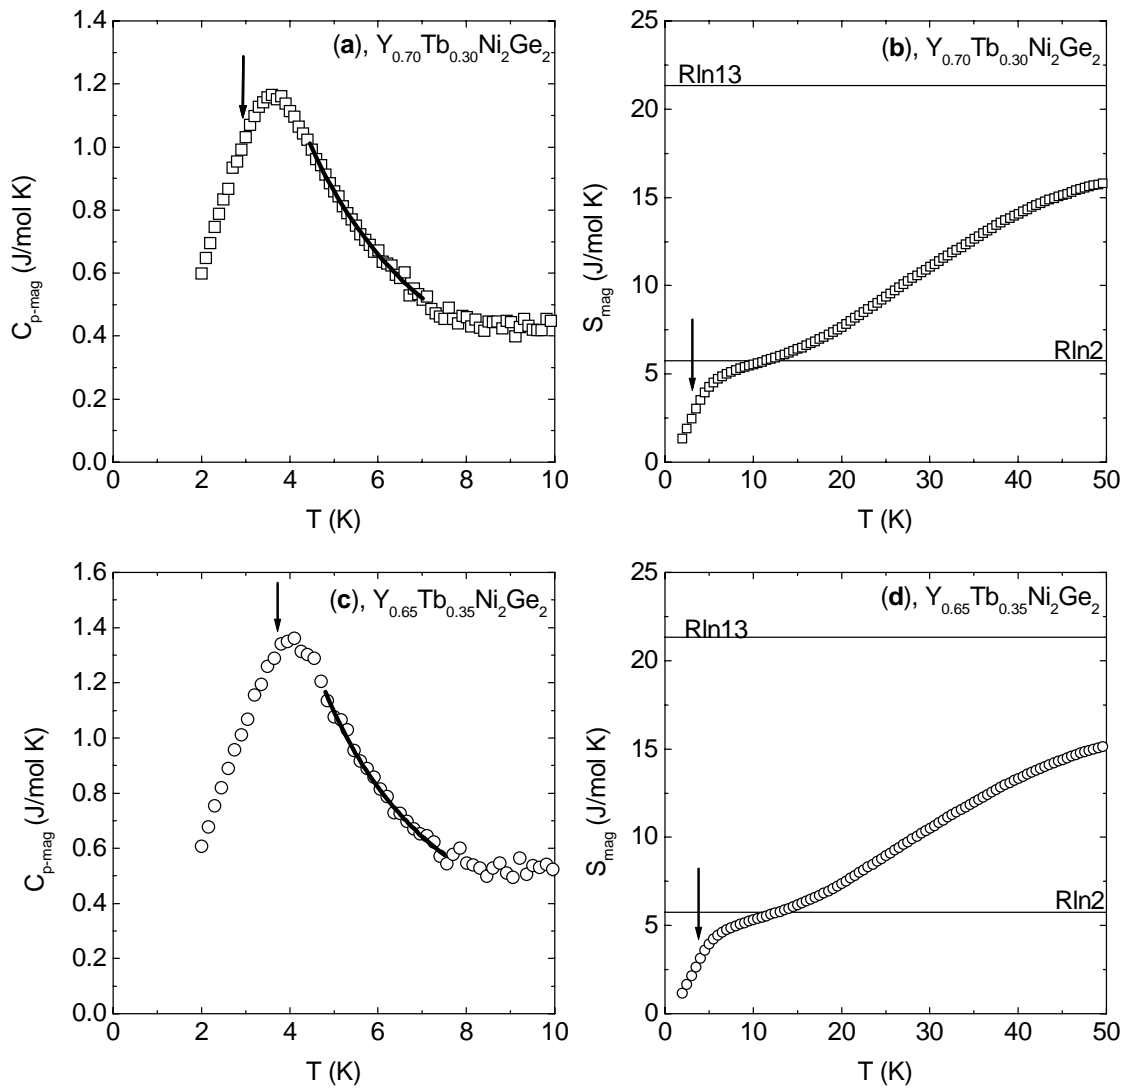 (a), Y0.70Tb0.30Ni2Ge2
1.4
1.2
1.0
0.8
0.6
0.4
0.2
0.0
Cp-mag (J/mol K)
0 2 4 6 8 10
T (K)
(b), Y0.70Tb0.30Ni2Ge2
Rln13
Rln2
25
20
15
10
5
0
Smag (J/mol K)
0 10 20 30 40 50
T (K)
(c), Y0.65Tb0.35Ni2Ge2
1.6
1.4
1.2
1.0
0.8
0.6
0.4
0.2
0.0
Cp-mag (J/mol K)
0 2 4 6 8 10
T (K)
(d), Y0.65Tb0.35Ni2Ge2
Rln13
Rln2
25
20
15
10
5
0
Smag (J/mol K)
0 10 20 30 40 50
T (K)